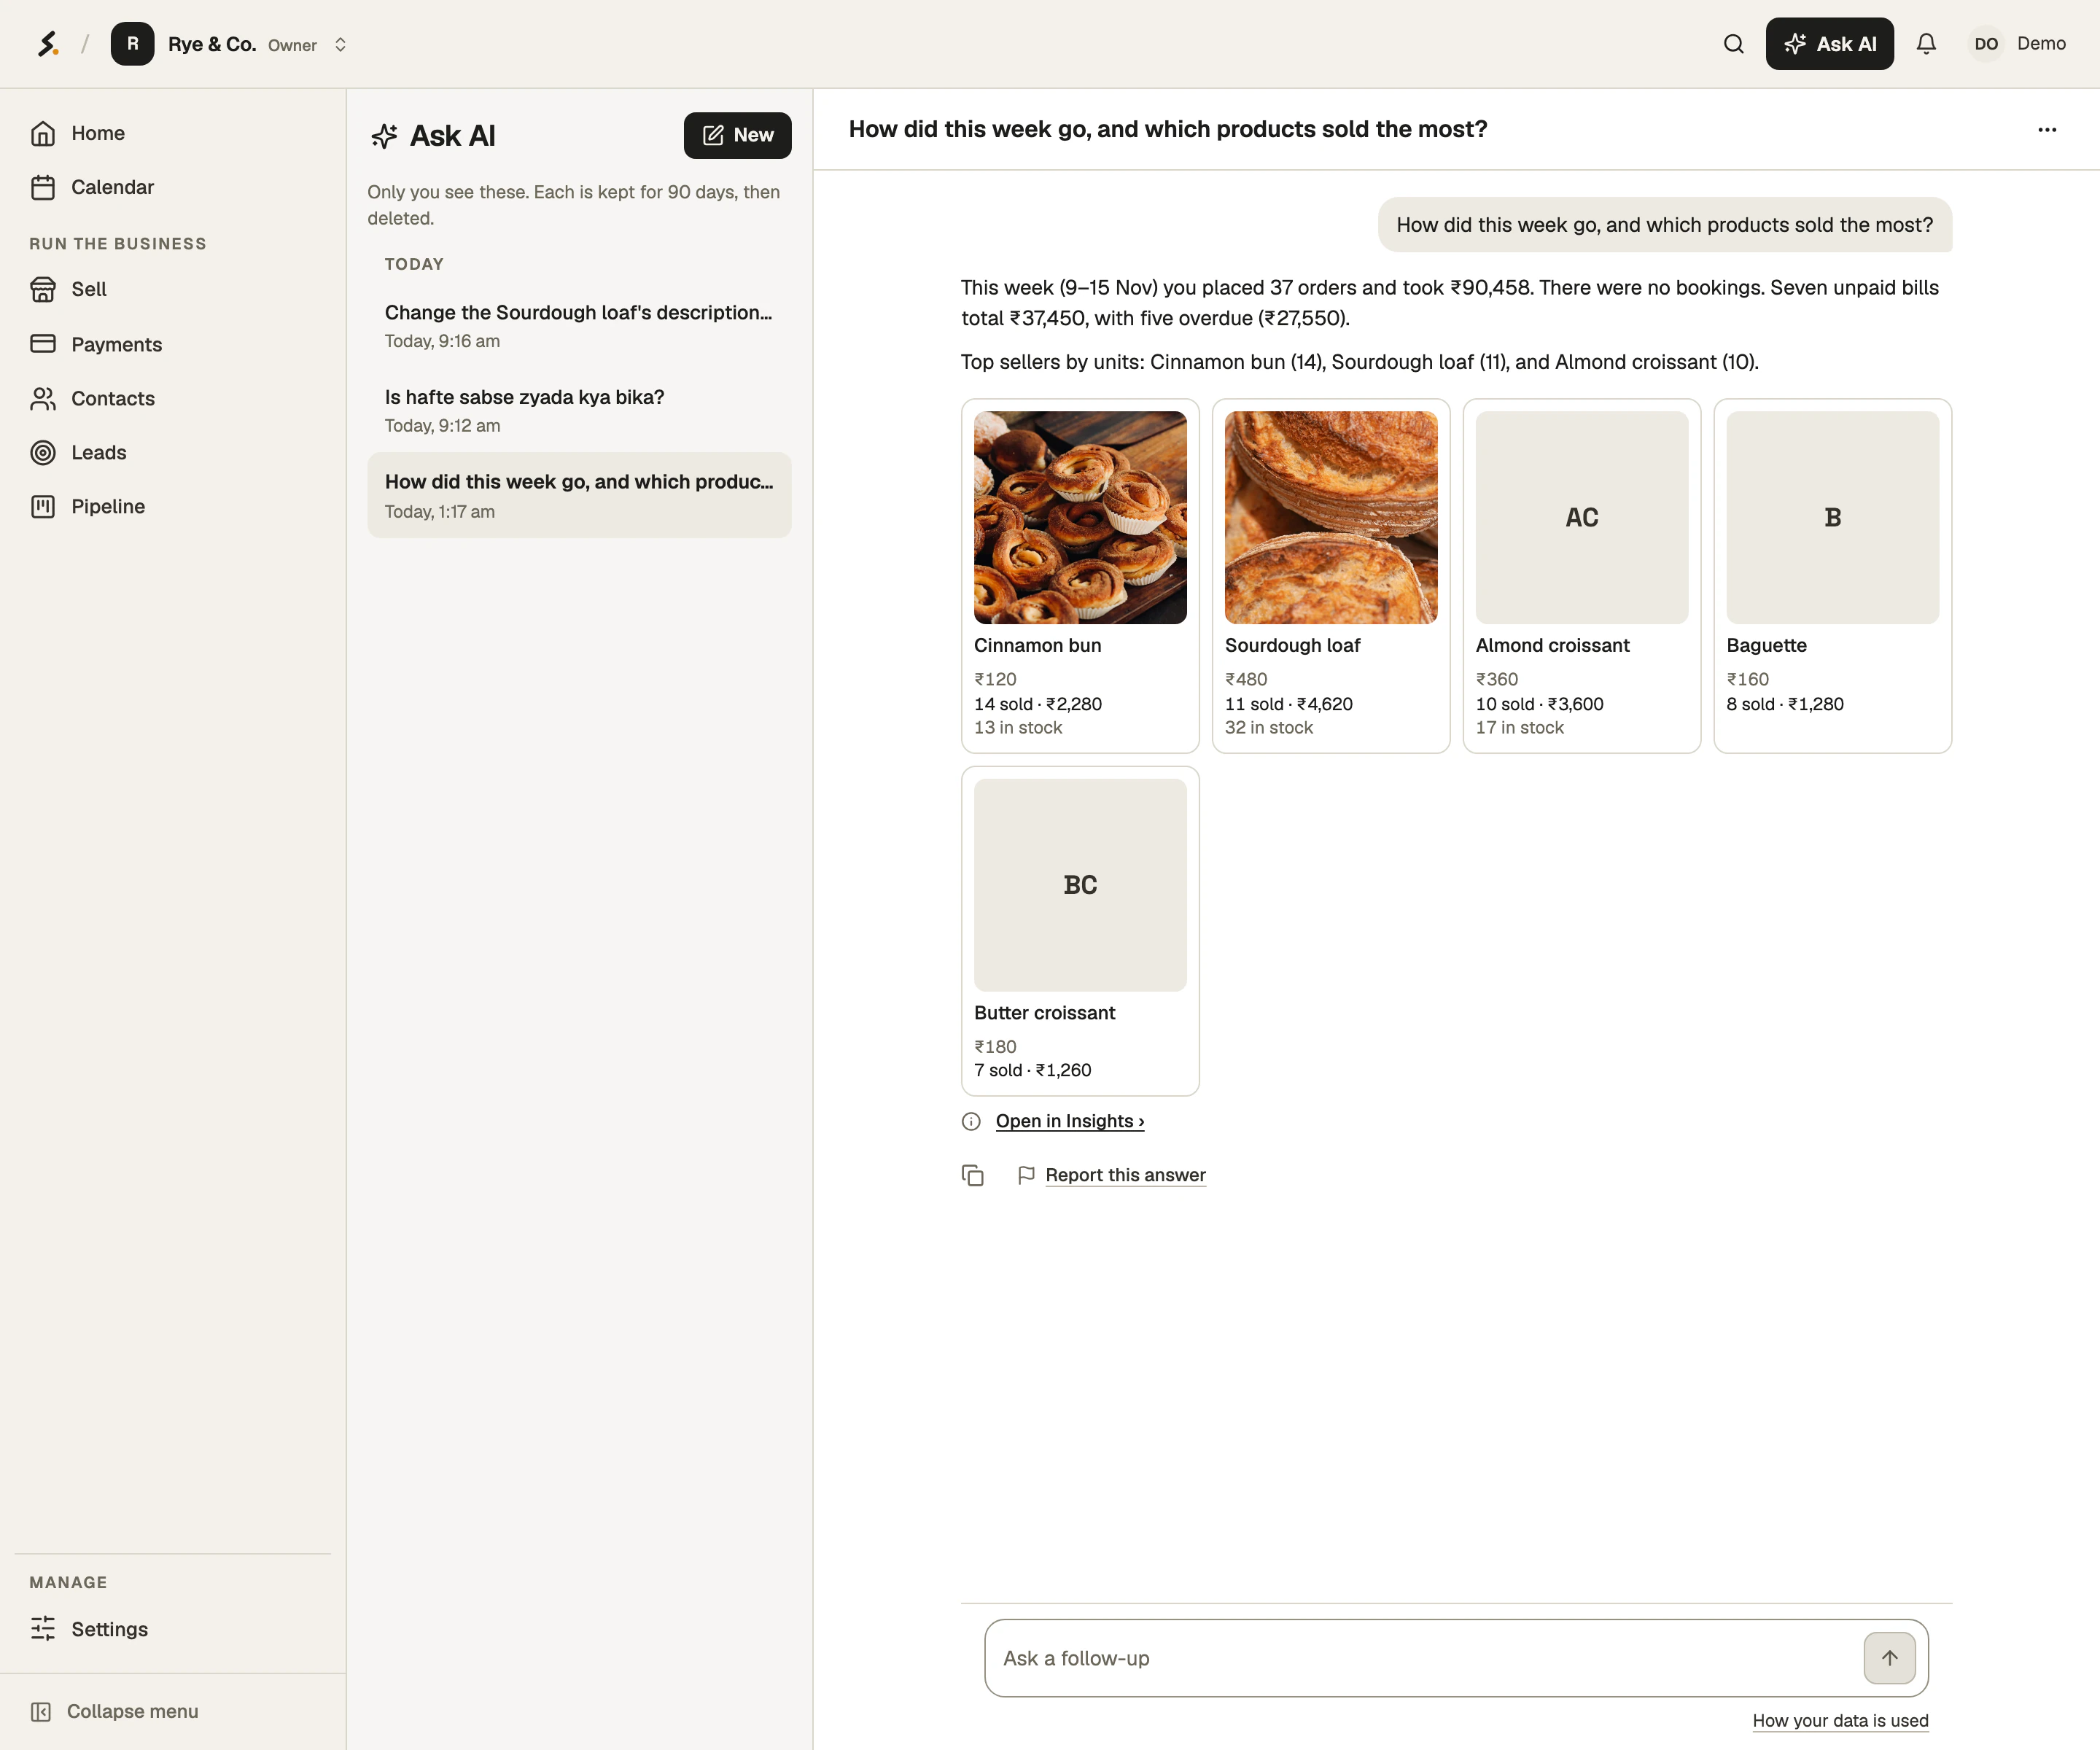 R Rye & Co. Owner
Ask AI
DO Demo
Home
Calendar
RUN THE BUSINESS
Sell
Payments
Contacts
Leads
Pipeline
MANAGE
Settings
Collapse menu
Ask AI
New
Only you see these. Each is kept for 90 days, then
deleted.
TODAY
Change the Sourdough loaf's description...
Today, 9:16 am
Is hafte sabse zyada kya bika?
Today, 9:12 am
How did this week go, and which produc...
Today, 1:17 am
How did this week go, and which products sold the most?
How did this week go, and which products sold the most?
This week (9–15 Nov) you placed 37 orders and took ₹90,458. There were no bookings. Seven unpaid bills
total ₹37,450, with five overdue (₹27,550).
Top sellers by units: Cinnamon bun (14), Sourdough loaf (11), and Almond croissant (10).
Cinnamon bun
₹120
14 sold · ₹2,280
13 in stock
Sourdough loaf
₹480
11 sold · ₹4,620
32 in stock
AC
Almond croissant
₹360
10 sold · ₹3,600
17 in stock
B
Baguette
₹160
8 sold · ₹1,280
BC
Butter croissant
₹180
7 sold · ₹1,260
Open in Insights ›
Report this answer
Ask a follow-up
How your data is used